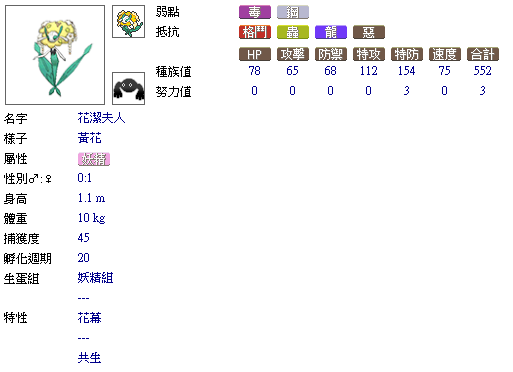 弱點 毒 鋼
抵抗 格鬥 蟲 龍 惡
HP 攻擊 防禦 特攻 特防 速度 合計
種族值 78 65 68 112 154 75 552
努力值 0 0 0 0 3 0 3
名字 花潔夫人
樣子 黃花
屬性 妖精
性別♂:♀ 0:1
身高 1.1 m
體重 10 kg
捕獲度 45
孵化週期 20
生蛋組 妖精組
---
特性 花幕
---
共生